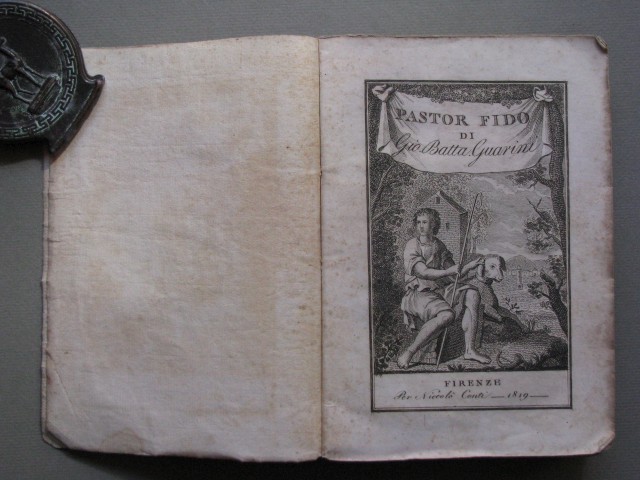 PASTOR FIDO
DI
Gio. Batta Guarini
FIRENZE
Per Niccolò Conti — 1819 —